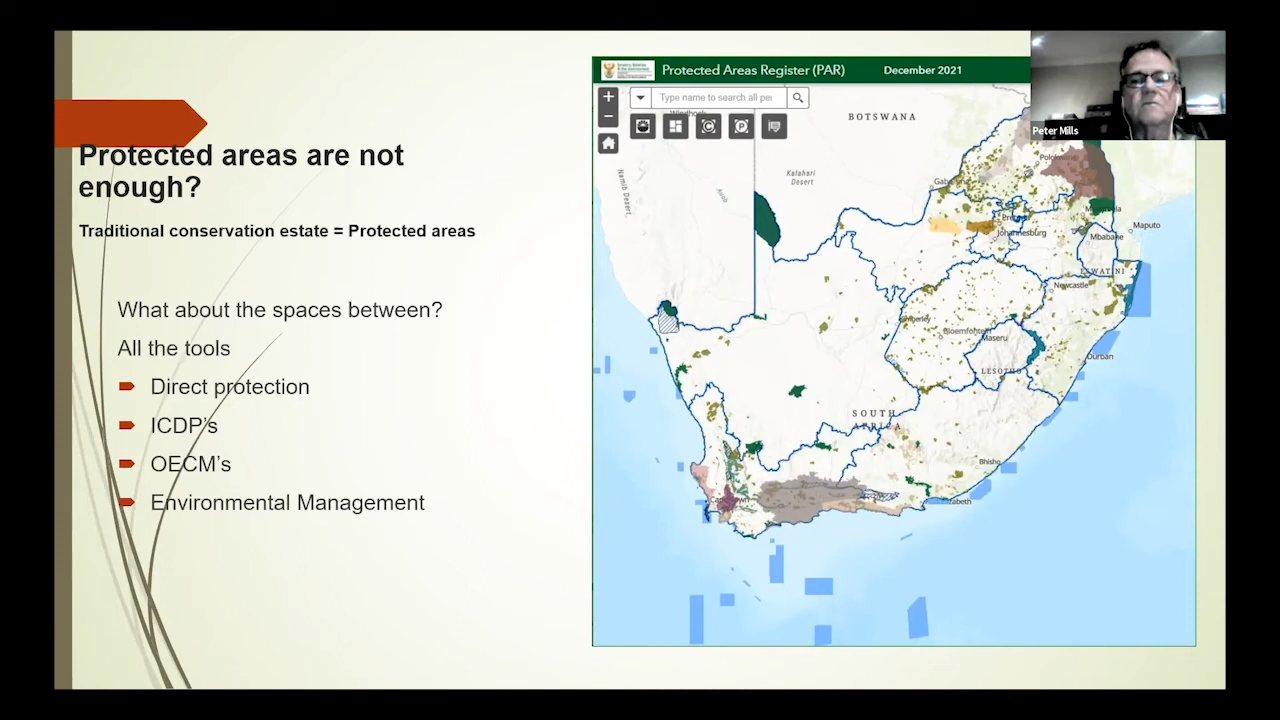 Protected areas are not
enough?
Traditional conservation estate = Protected areas
What about the spaces between?
All the tools
Direct protection
ICDP's
OECM's
Environmental Management
Protected Areas Register (PAR)
December 2021
Type name to search all
Peter Mills
BOTSWANA
Kalahari
Desert
Namib Desert
Maputo
Johannesburg
Mbabane
ESWATINI
Newcastle
Bloemfontein
Maseru
LESOTHO
Durban
SOUTH
AFRICA
Bhisho